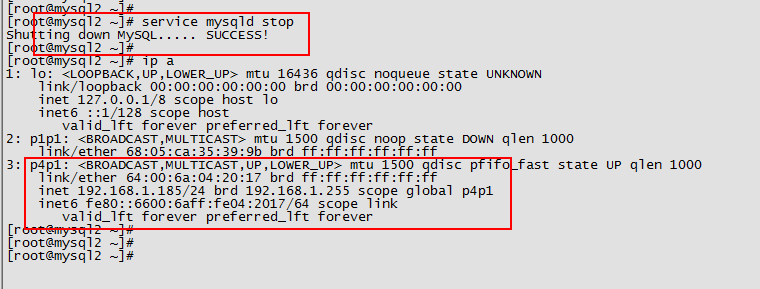 [root@mysql2 ~]#
[root@mysql2 ~]# service mysqld stop
Shutting down MySQL..... SUCCESS!
[root@mysql2 ~]#
[root@mysql2 ~]# ip a
1: lo: <LOOPBACK,UP,LOWER_UP> mtu 16436 qdisc noqueue state UNKNOWN
link/loopback 00:00:00:00:00:00 brd 00:00:00:00:00:00
inet 127.0.0.1/8 scope host lo
inet6 ::1/128 scope host
valid_lft forever preferred_lft forever
2: p1p1: <BROADCAST,MULTICAST> mtu 1500 qdisc noop state DOWN qlen 1000
link/ether 68:05:ca:35:39:9b brd ff:ff:ff:ff:ff:ff
3: p4p1: <BROADCAST,MULTICAST,UP,LOWER_UP> mtu 1500 qdisc pfifo_fast state UP qlen 1000
link/ether 64:00:6a:04:20:17 brd ff:ff:ff:ff:ff:ff
inet 192.168.1.185/24 brd 192.168.1.255 scope global p4p1
inet6 fe80::6600:6aff:fe04:2017/64 scope link
valid_lft forever preferred_lft forever
[root@mysql2 ~]#
[root@mysql2 ~]#
[root@mysql2 ~]#